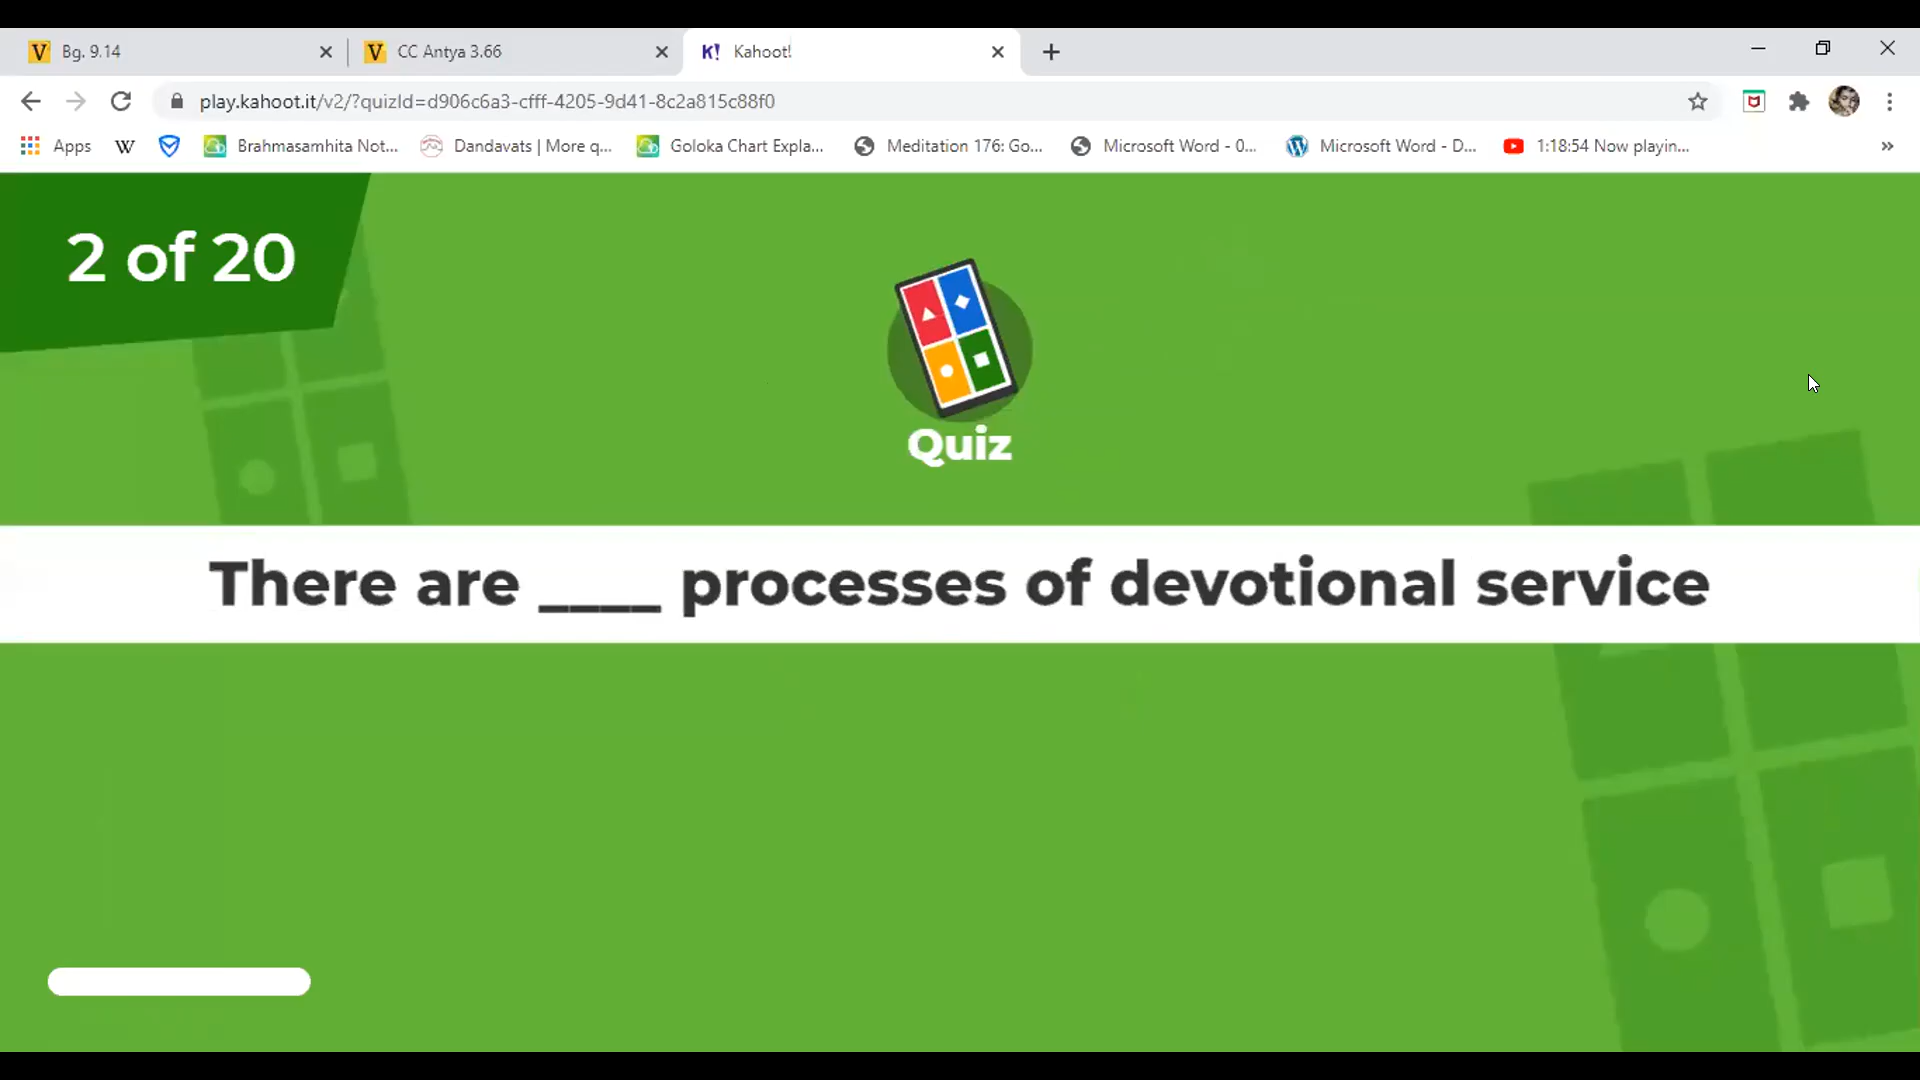 Bg. 9.14
CC Antya 3.66
K! Kahoot!
play.kahoot.it/v2/?quizId=d906c6a3-cfff-4205-9d41-8c2a815c88f0
Apps W Brahmasamhita Not... Dandavats | More q... Goloka Chart Expla... Meditation 176: Go... Microsoft Word - 0... Microsoft Word - D... 1:18:54 Now playin... »
2 of 20
Quiz
There are ____ processes of devotional service